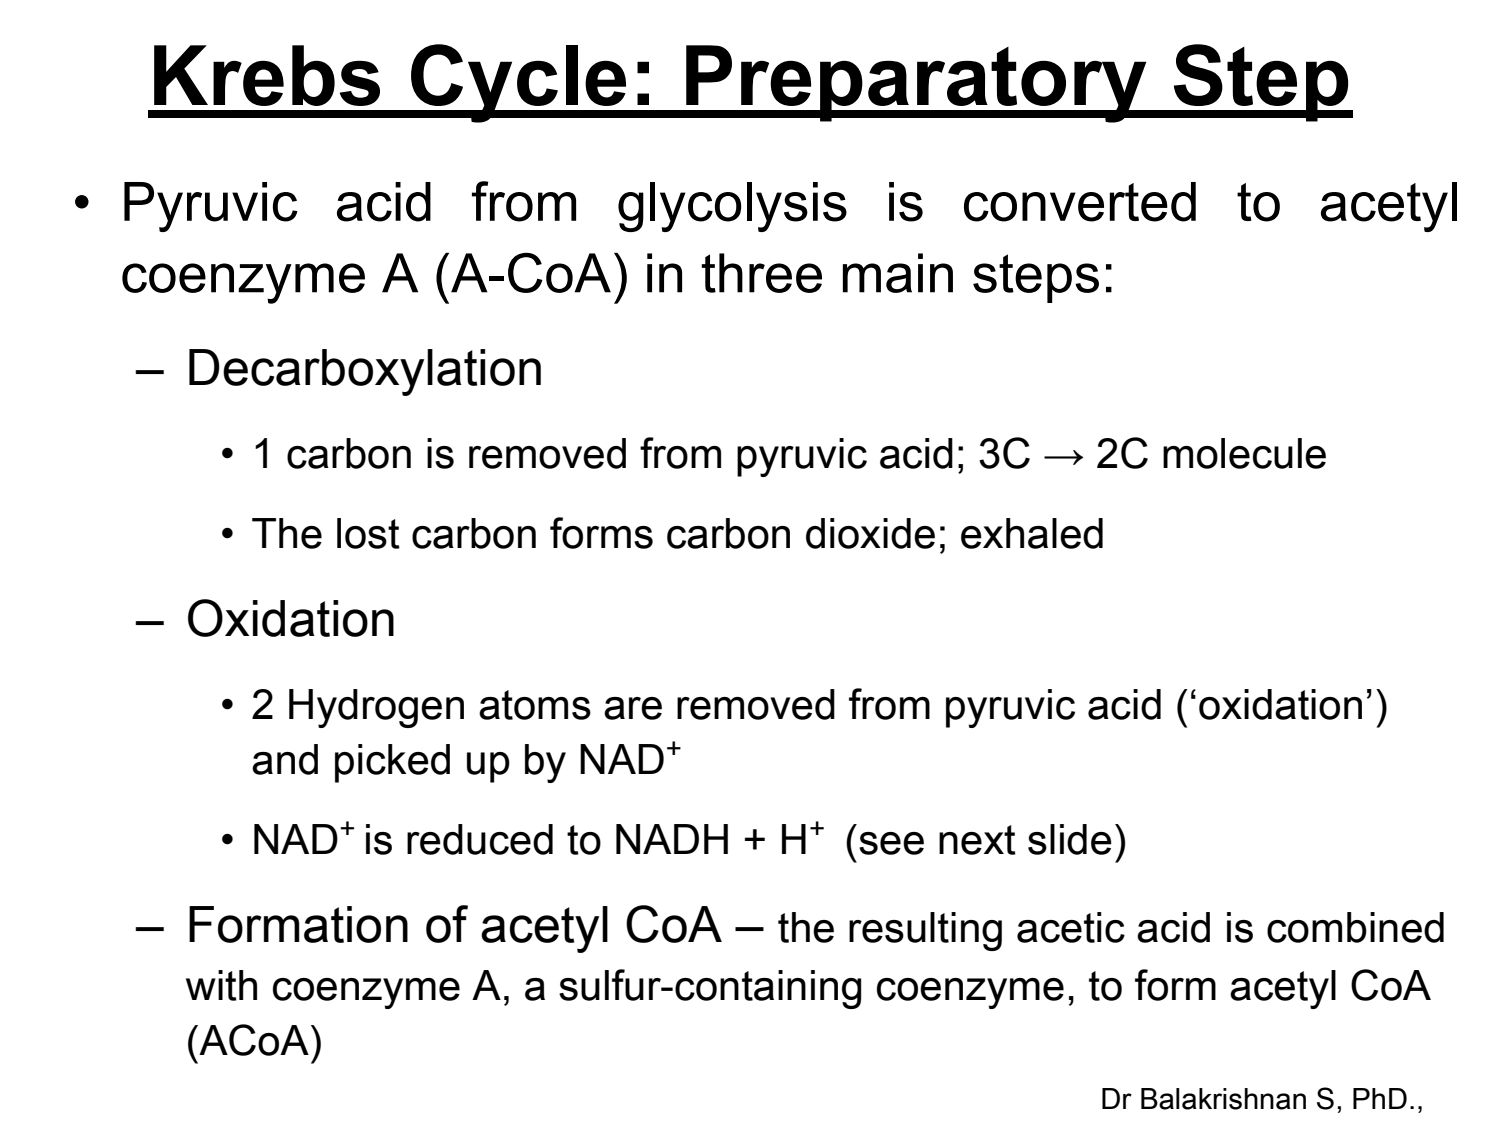 Krebs Cycle: Preparatory Step
• Pyruvic acid from glycolysis is converted to acetyl
coenzyme A (A-CoA) in three main steps:
– Decarboxylation
• 1 carbon is removed from pyruvic acid; 3C → 2C molecule
• The lost carbon forms carbon dioxide; exhaled
– Oxidation
• 2 Hydrogen atoms are removed from pyruvic acid (‘oxidation’)
and picked up by NAD⁺
• NAD⁺ is reduced to NADH + H⁺ (see next slide)
– Formation of acetyl CoA – the resulting acetic acid is combined
with coenzyme A, a sulfur-containing coenzyme, to form acetyl CoA
(ACoA)
Dr Balakrishnan S, PhD.,